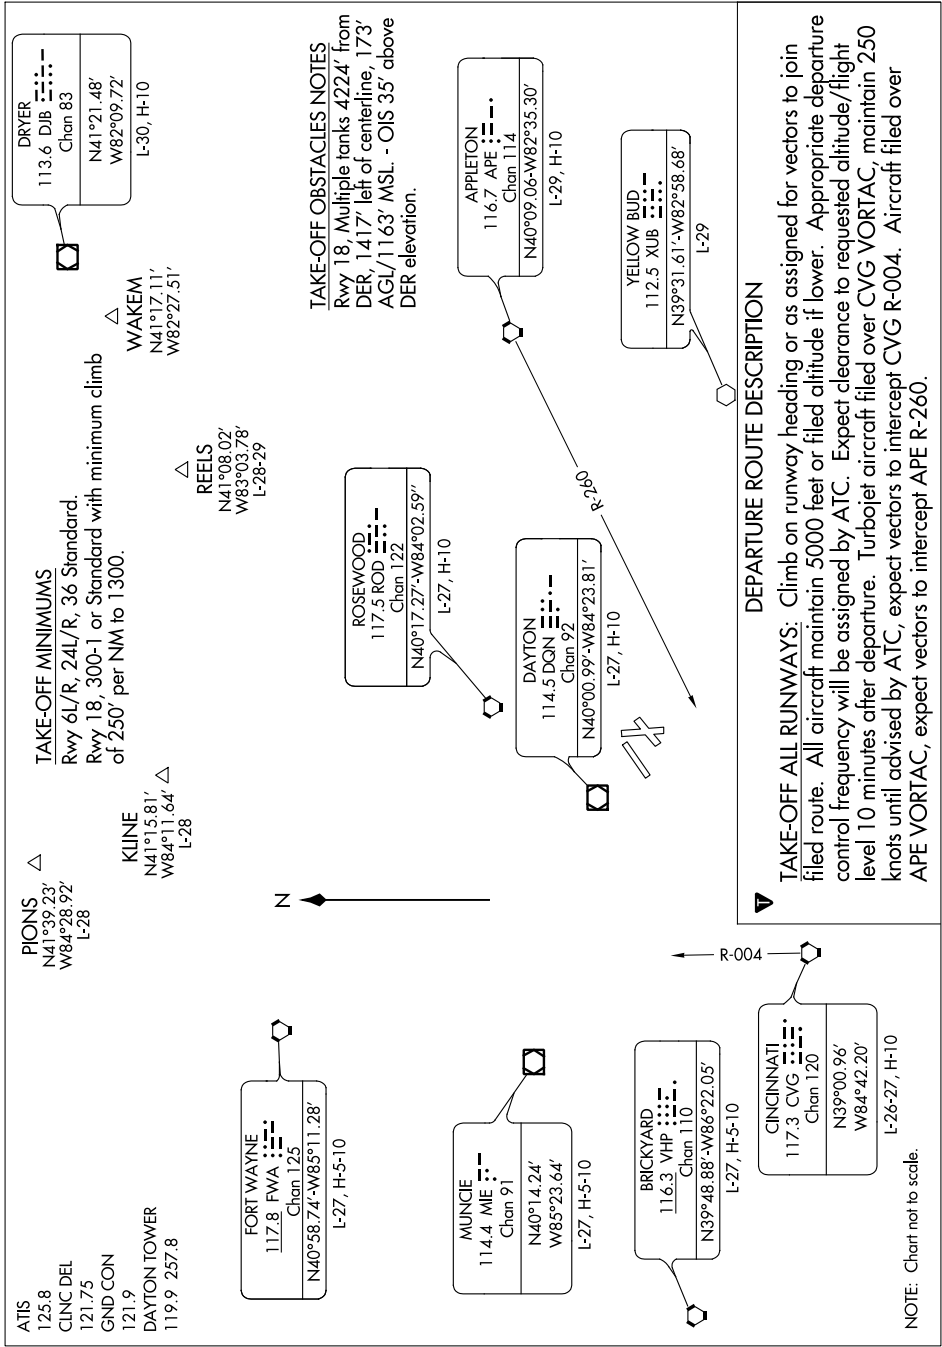 ATIS
125.8
CLNC DEL
121.75
GND CON
121.9
DAYTON TOWER
119.9 257.8
PIONS
N41°39.23′
W84°28.92′
L-28
KLINE
N41°15.81′
W84°11.64′
L-28
TAKE-OFF MINIMUMS
Rwy 6L/R, 24L/R, 36 Standard.
Rwy 18, 300-1 or Standard with minimum climb
of 250′ per NM to 1300.
REELS
N41°08.02′
W83°03.78′
L-28-29
WAKEM
N41°17.11′
W82°27.51′
DRYER
113.6 DJB
Chan 83
N41°21.48′
W82°09.72′
L-30, H-10
FORT WAYNE
117.8 FWA
Chan 125
N40°58.74′-W85°11.28′
L-27, H-5-10
N
ROSEWOOD
117.5 ROD
Chan 122
N40°17.27′-W84°02.59″
L-27, H-10
TAKE-OFF OBSTACLES NOTES
Rwy 18, Multiple tanks 4224′ from
DER, 1417′ left of centerline, 173′
AGL/1163′ MSL. - OIS 35′ above
DER elevation.
MUNCIE
114.4 MIE
Chan 91
N40°14.24′
W85°23.64′
L-27, H-5-10
DAYTON
114.5 DQN
Chan 92
N40°00.99′-W84°23.81′
L-27, H-10
R-260
APPLETON
116.7 APE
Chan 114
N40°09.06-W82°35.30′
L-29, H-10
BRICKYARD
116.3 VHP
Chan 110
N39°48.88′-W86°22.05′
L-27, H-5-10
YELLOW BUD
112.5 XUB
N39°31.61′-W82°58.68′
L-29
R-004
CINCINNATI
117.3 CVG
Chan 120
N39°00.96′
W84°42.20′
L-26-27, H-10
NOTE: Chart not to scale.
DEPARTURE ROUTE DESCRIPTION
T
TAKE-OFF ALL RUNWAYS: Climb on runway heading or as assigned for vectors to join
filed route. All aircraft maintain 5000 feet or filed altitude if lower. Appropriate departure
control frequency will be assigned by ATC. Expect clearance to requested altitude/flight
level 10 minutes after departure. Turbojet aircraft filed over CVG VORTAC, maintain 250
knots until advised by ATC, expect vectors to intercept CVG R-004. Aircraft filed over
APE VORTAC, expect vectors to intercept APE R-260.